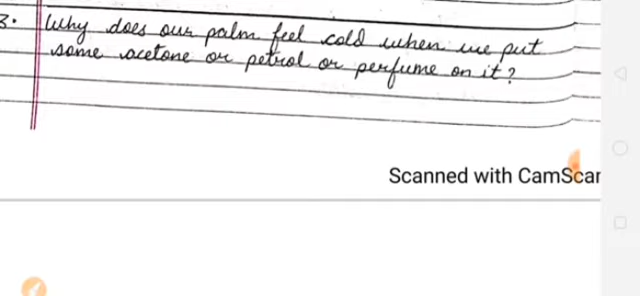 3. Why does our palm feel cold when we put
some acetone or petrol or perfume on it?
Scanned with CamScan